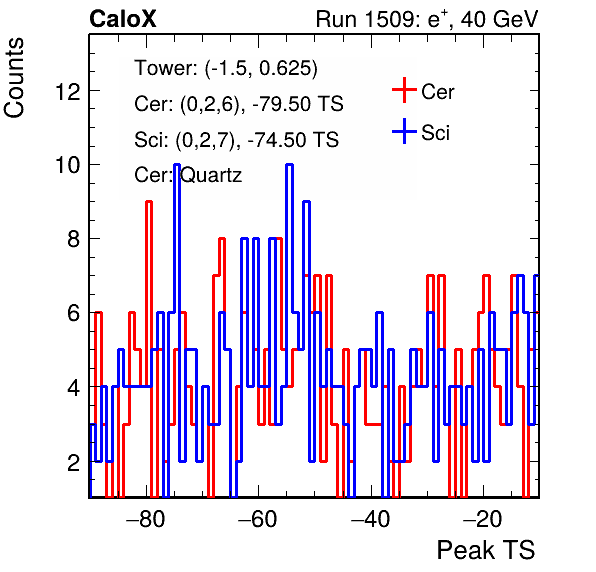 CaloX Run 1509: e+, 40 GeV
Counts
Tower: (-1.5, 0.625)
Cer: (0,2,6), -79.50 TS
Sci: (0,2,7), -74.50 TS
Cer: Quartz
Cer
Sci
12
10
8
6
4
2
−80 −60 −40 −20
Peak TS